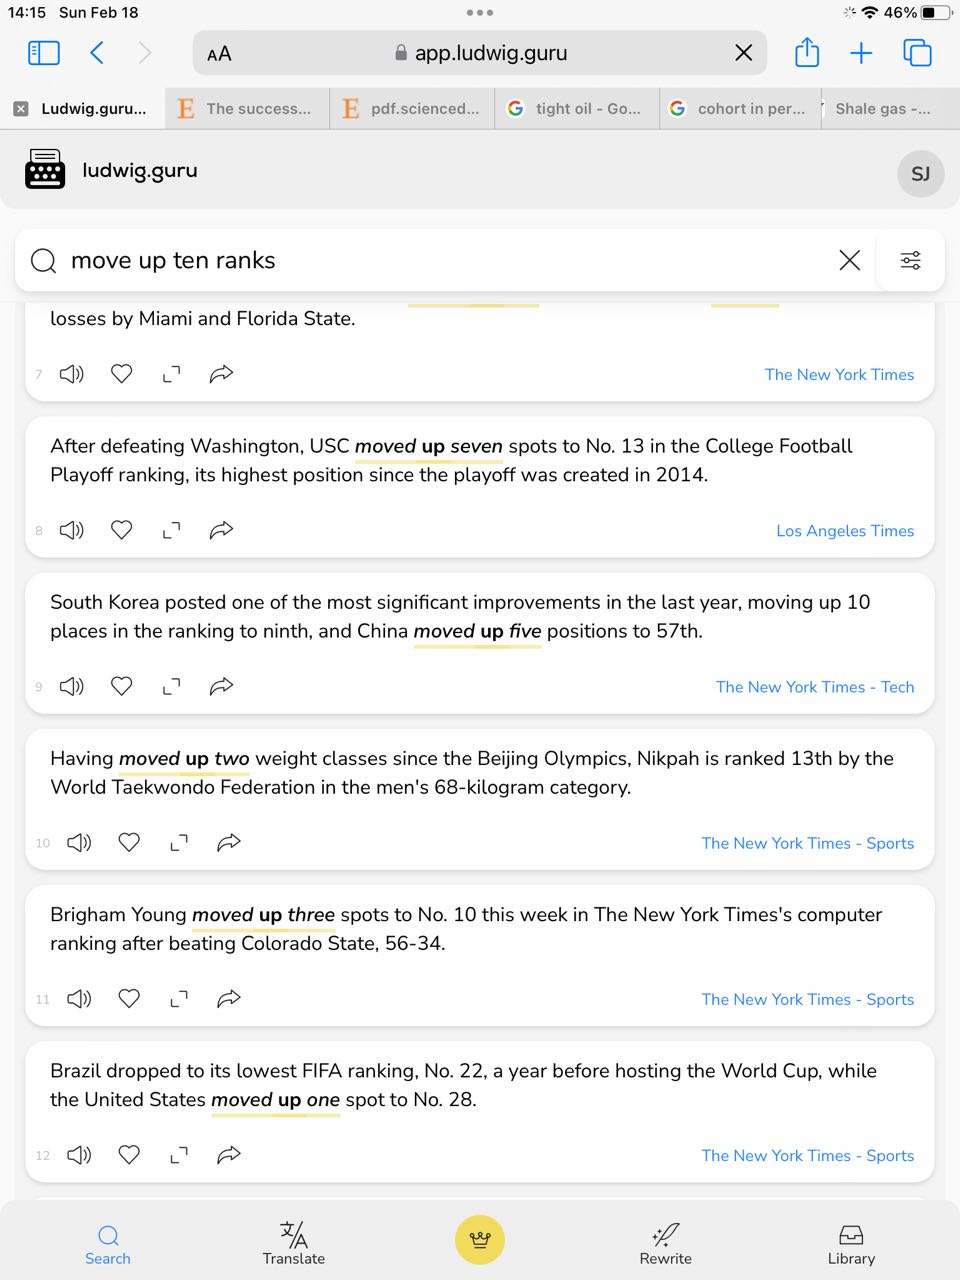 14:15 Sun Feb 18
46%
AA app.ludwig.guru
Ludwig.guru... The success... pdf.scienced... tight oil - Go... cohort in per... Shale gas -...
ludwig.guru
SJ
move up ten ranks
losses by Miami and Florida State.
7 The New York Times
After defeating Washington, USC moved up seven spots to No. 13 in the College Football
Playoff ranking, its highest position since the playoff was created in 2014.
8 Los Angeles Times
South Korea posted one of the most significant improvements in the last year, moving up 10
places in the ranking to ninth, and China moved up five positions to 57th.
9 The New York Times - Tech
Having moved up two weight classes since the Beijing Olympics, Nikpah is ranked 13th by the
World Taekwondo Federation in the men's 68-kilogram category.
10 The New York Times - Sports
Brigham Young moved up three spots to No. 10 this week in The New York Times's computer
ranking after beating Colorado State, 56-34.
11 The New York Times - Sports
Brazil dropped to its lowest FIFA ranking, No. 22, a year before hosting the World Cup, while
the United States moved up one spot to No. 28.
12 The New York Times - Sports
Search Translate Rewrite Library